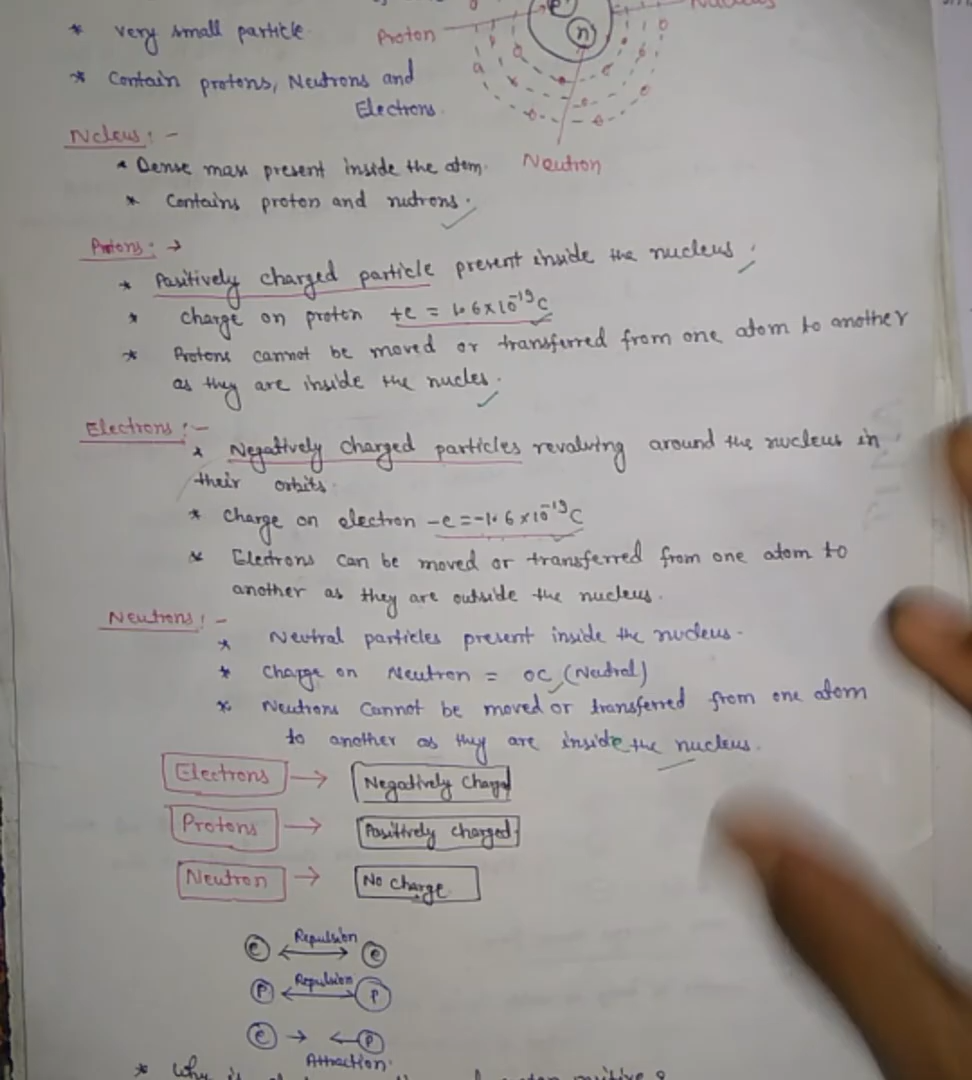 * Very small particle.
Proton
n
* Contain protons, Neutrons and
Electrons.
Ncleus :-
* Dense mass present inside the atom.
Neutron
* Contains proton and nutrons.
Protons : →
* Positively charged particle present inside the nucleus.
* charge on proton +e = 1.6x10⁻¹⁹C
* Protons cannot be moved or transferred from one atom to another
as they are inside the nucles.
Electrons :-
* Negatively charged particles revolving around the nucleus in
their orbits.
* Charge on electron -e=-1.6x10⁻¹⁹C
* Electrons can be moved or transferred from one atom to
another as they are outside the nucleus.
Neutrons :-
* Neutral particles present inside the nucleus.
* Charge on Neutron = 0C (Neutral)
* Neutrons Cannot be moved or transferred from one atom
to another as they are inside the nucleus.
Electrons → Negatively Charged
Protons → Positively charged
Neutron → No charge.
e Repulsion e
P Repulsion P
e → ← P
Attraction.
* Why is